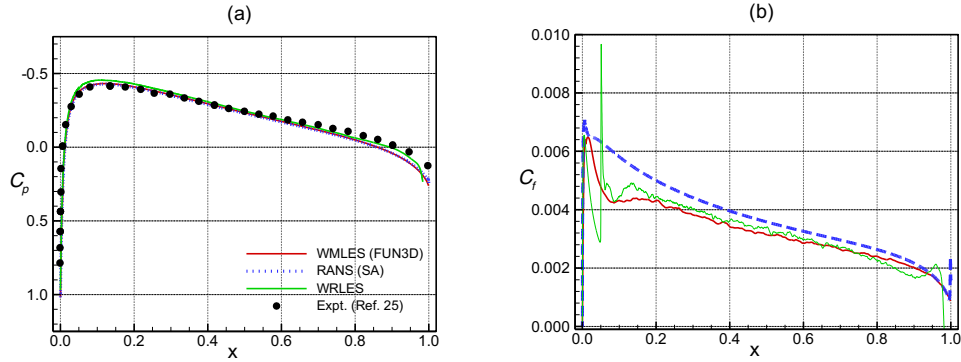 (a)
-0.5
0.0
0.5
1.0
C_p
0.0 0.2 0.4 0.6 0.8 1.0
x
WMLES (FUN3D)
RANS (SA)
WRLES
Expt. (Ref. 25)
(b)
0.010
0.008
0.006
0.004
0.002
0.000
C_f
0.0 0.2 0.4 0.6 0.8 1.0
x